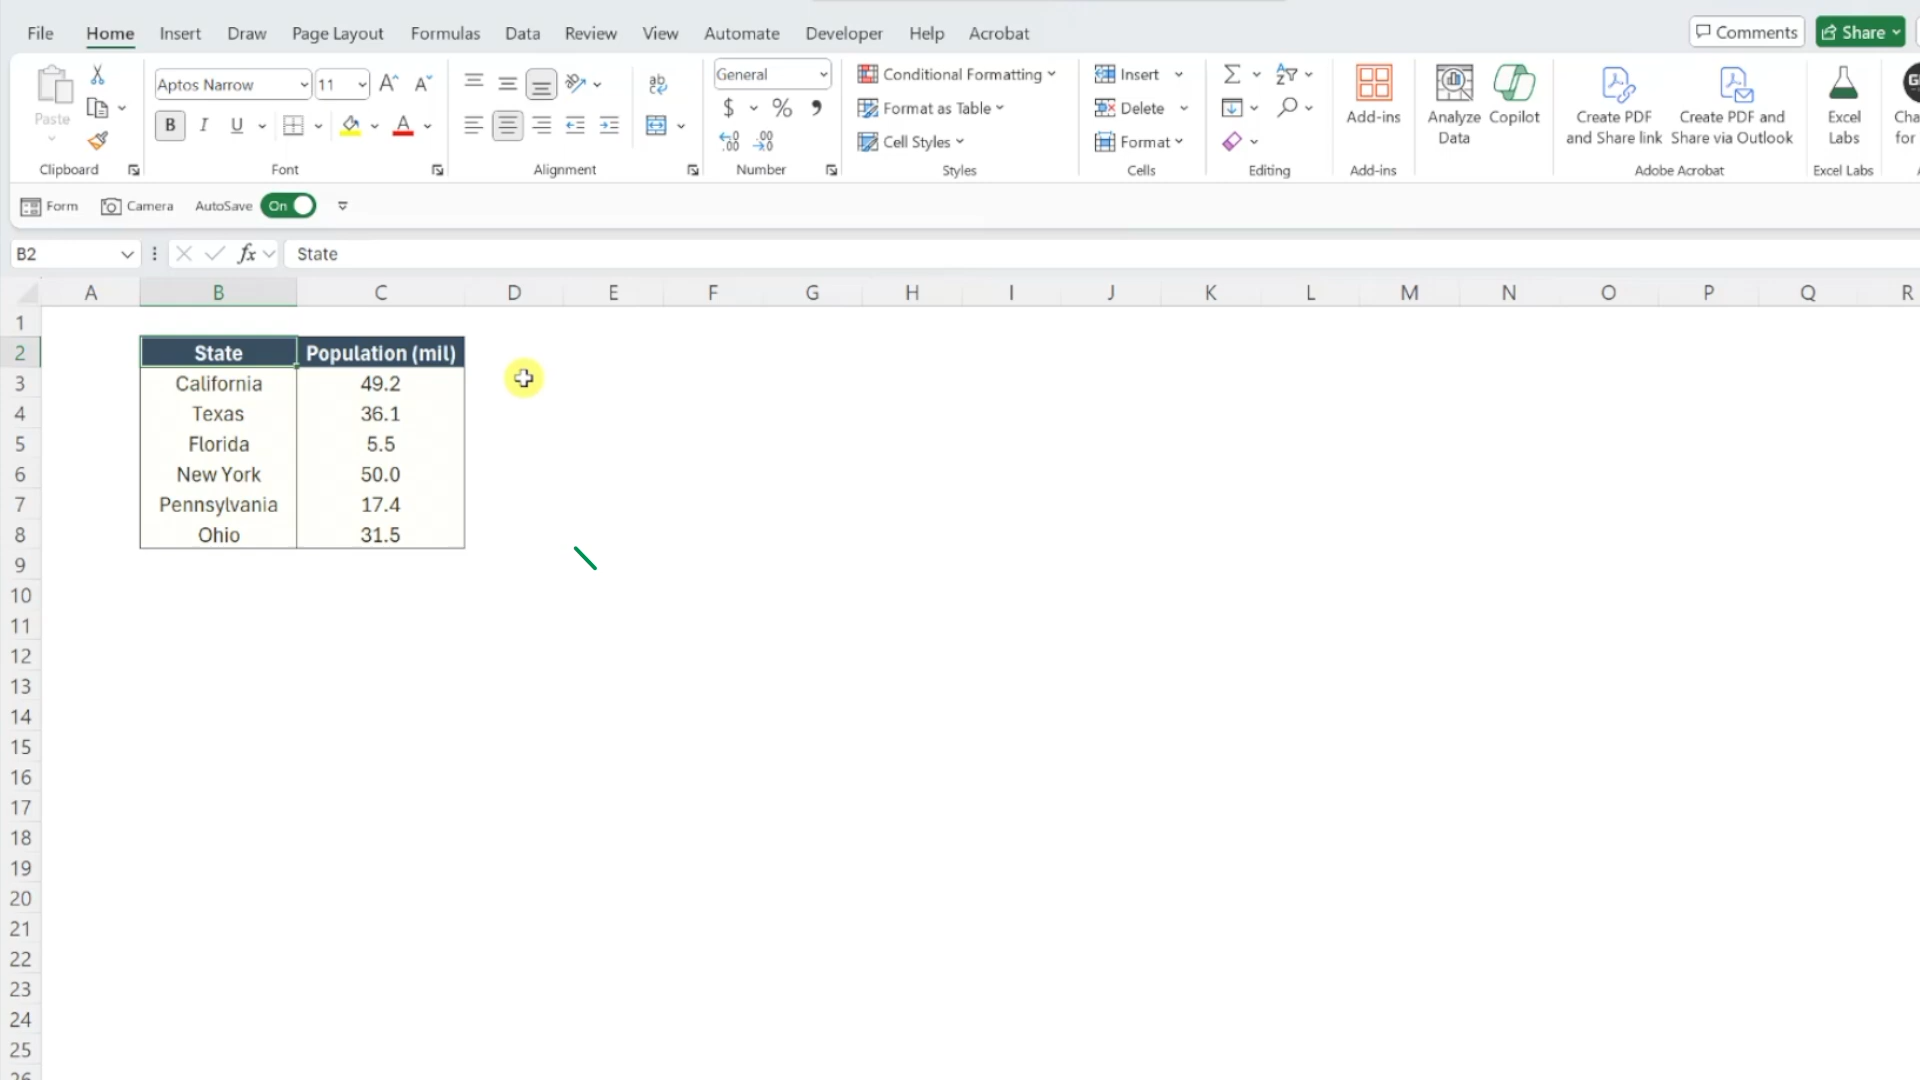 File Home Insert Draw Page Layout Formulas Data Review View Automate Developer Help Acrobat Comments Share
Aptos Narrow 11 General Conditional Formatting Insert
Paste $ % Format as Table Delete Add-ins Analyze Data Copilot Create PDF and Share link Create PDF and Share via Outlook Excel Labs
B I U A Cell Styles Format
Clipboard Font Alignment Number Styles Cells Editing Add-ins Adobe Acrobat Excel Labs
Form Camera AutoSave On
B2 fx State
A B C D E F G H I J K L M N O P Q R
1
2 State Population (mil)
3 California 49.2
4 Texas 36.1
5 Florida 5.5
6 New York 50.0
7 Pennsylvania 17.4
8 Ohio 31.5
9
10
11
12
13
14
15
16
17
18
19
20
21
22
23
24
25